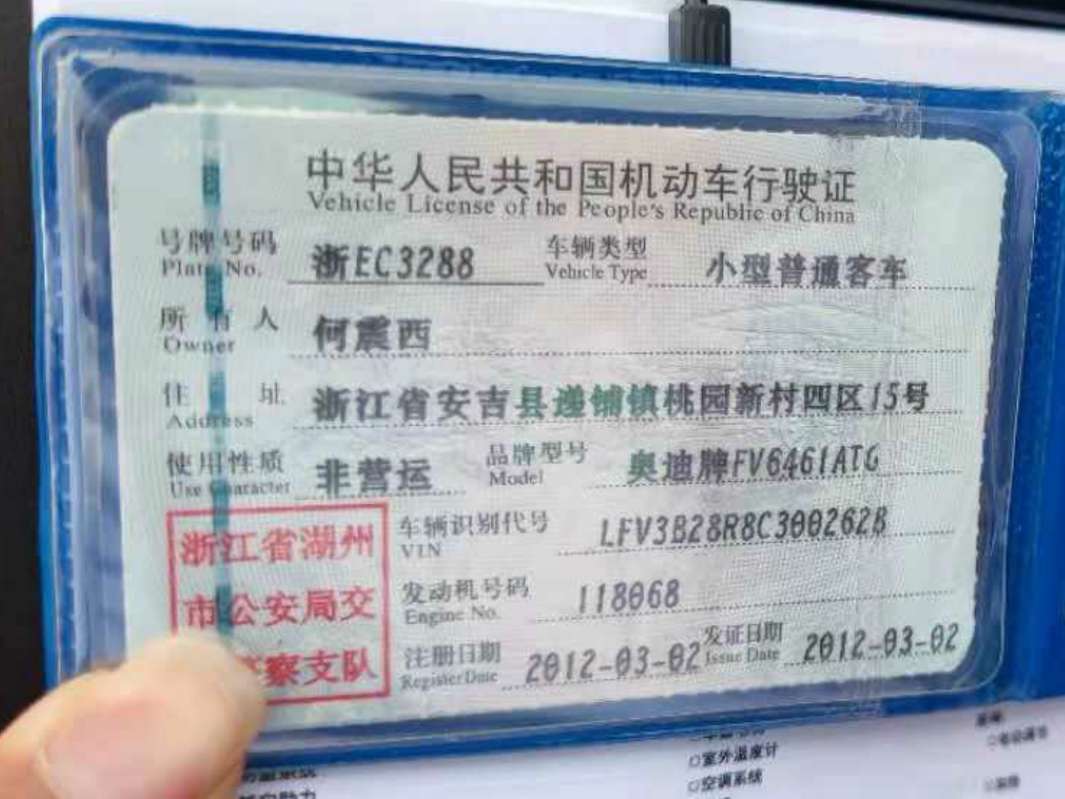 中华人民共和国机动车行驶证
Vehicle License of the People's Republic of China
号牌号码 浙EC3288 车辆类型 小型普通客车
Plate No. Vehicle Type
所有人 何震西
Owner
住址 浙江省安吉县递铺镇桃园新村四区15号
Address
使用性质 非营运 品牌型号 奥迪牌FV6461ATG
Use Character Model
浙江省湖州
市公安局交
警察支队
车辆识别代号 LFV3B28R8C3002628
VIN
发动机号码 118068
Engine No.
注册日期 2012-03-02 发证日期 2012-03-02
Register Date Issue Date
室外温度计
空调系统